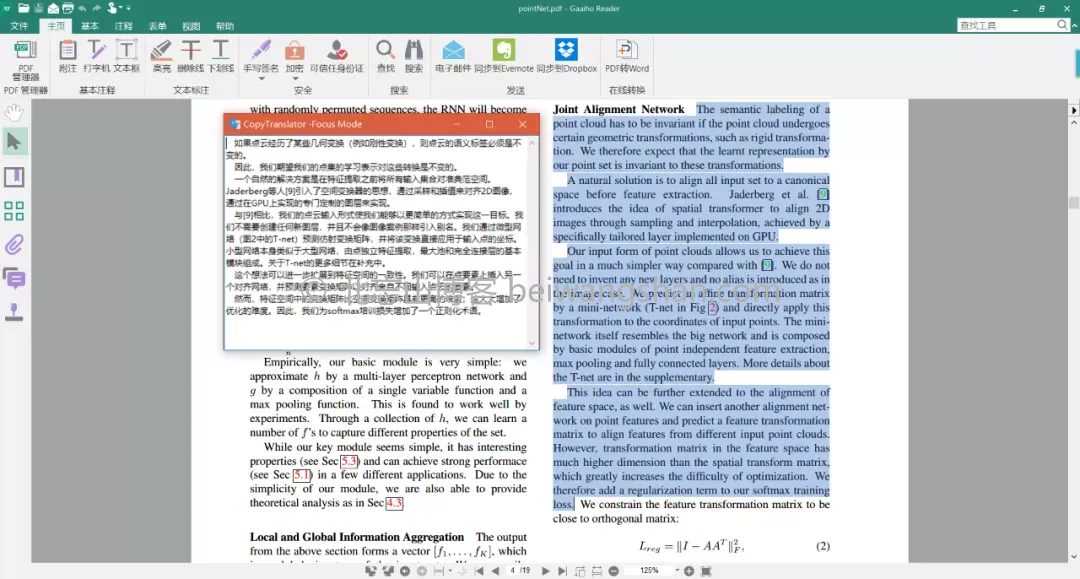 pointNet.pdf - Gaaiho Reader
文件 主页 基本 注释 表单 视图 帮助
查找工具
PDF 管理器 附注 打字机 文本框 高亮 删除线 下划线 手写签名 加密 可信任身份证 查找 搜索 电子邮件 同步到Evernote 同步到Dropbox PDF转Word
PDF 管理器 基本注释 文本标注 安全 搜索 发送 在线转换
with randomly permuted sequences, the RNN will become
CopyTranslator -Focus Mode
如果点云经历了某些几何变换（例如刚性变换），则点云的语义标签必须是不
变的。
因此，我们期望我们的点集的学习表示对这些转换是不变的。
一个自然的解决方案是在特征提取之前将所有输入集合对准典范空间。
Jaderberg等人[9]引入了空间变换器的思想，通过采样和插值来对齐2D图像，
通过在GPU上实现的专门定制的图层来实现。
与[9]相比，我们的点云输入形式使我们能够以更简单的方式实现这一目标。我
们不需要创建任何新图层，并且不会像图像案例那样引入别名。我们通过微型网
络（图2中的T-net）预测仿射变换矩阵，并将该变换直接应用于输入点的坐标。
小型网络本身类似于大型网络，由点独立特征提取，最大池和完全连接层的基本
模块组成。关于T-net的更多细节在补充中。
这个想法可以进一步扩展到特征空间的一致性。我们可以在点要素上插入另一
个对齐网络，并预测要素变换矩阵以对齐来自不同输入点云的要素。
然而，特征空间中的变换矩阵比空间变换矩阵具有更高的
优化的难度。因此，我们为softmax培训损失增加了一个正则化术语。
Empirically, our basic module is very simple: we
approximate h by a multi-layer perceptron network and
g by a composition of a single variable function and a
max pooling function. This is found to work well by
experiments. Through a collection of h, we can learn a
number of f's to capture different properties of the set.
While our key module seems simple, it has interesting
properties (see Sec 5.3) and can achieve strong performace
(see Sec 5.1) in a few different applications. Due to the
simplicity of our module, we are also able to provide
theoretical analysis as in Sec 4.3.
Local and Global Information Aggregation The output
from the above section forms a vector [f1, . . . , fK], which
Joint Alignment Network The semantic labeling of a
point cloud has to be invariant if the point cloud undergoes
certain geometric transformations, such as rigid transforma-
tion. We therefore expect that the learnt representation by
our point set is invariant to these transformations.
A natural solution is to align all input set to a canonical
space before feature extraction. Jaderberg et al. [9]
introduces the idea of spatial transformer to align 2D
images through sampling and interpolation, achieved by a
specifically tailored layer implemented on GPU.
Our input form of point clouds allows us to achieve this
goal in a much simpler way compared with [9]. We do not
need to invent any new layers and no alias is introduced as in
the image case. We predict an affine transformation matrix
by a mini-network (T-net in Fig 2) and directly apply this
transformation to the coordinates of input points. The mini-
network itself resembles the big network and is composed
by basic modules of point independent feature extraction,
max pooling and fully connected layers. More details about
the T-net are in the supplementary.
This idea can be further extended to the alignment of
feature space, as well. We can insert another alignment net-
work on point features and predict a feature transformation
matrix to align features from different input point clouds.
However, transformation matrix in the feature space has
much higher dimension than the spatial transform matrix,
which greatly increases the difficulty of optimization. We
therefore add a regularization term to our softmax training
loss. We constrain the feature transformation matrix to be
close to orthogonal matrix:
Lreg = ‖I − AA^T‖²_F, (2)
beiwangshan.com
4 /19 125%